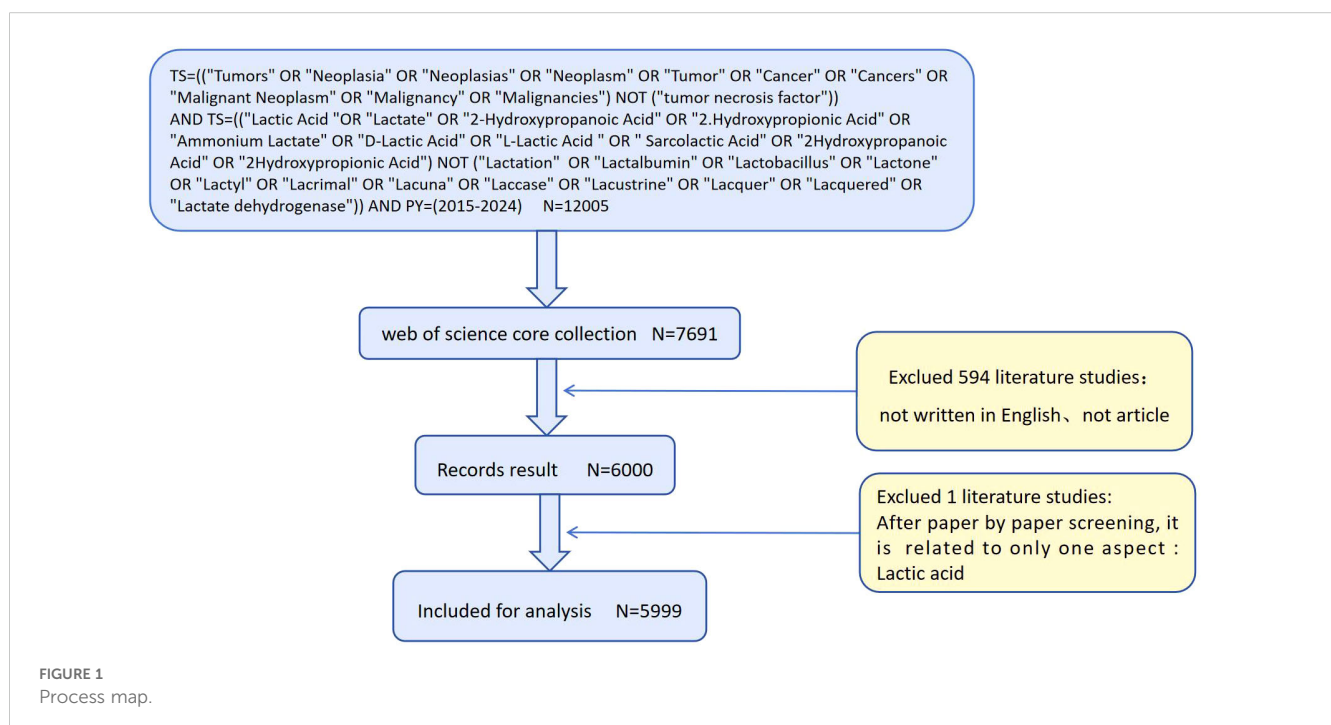 TS=(("Tumors" OR "Neoplasia" OR "Neoplasias" OR "Neoplasm" OR "Tumor" OR "Cancer" OR "Cancers" OR
"Malignant Neoplasm" OR "Malignancy" OR "Malignancies") NOT ("tumor necrosis factor"))
AND TS=(("Lactic Acid "OR "Lactate" OR "2-Hydroxypropanoic Acid" OR "2.Hydroxypropionic Acid" OR
"Ammonium Lactate" OR "D-Lactic Acid" OR "L-Lactic Acid " OR " Sarcolactic Acid" OR "2Hydroxypropanoic
Acid" OR "2Hydroxypropionic Acid") NOT ("Lactation" OR "Lactalbumin" OR "Lactobacillus" OR "Lactone"
OR "Lactyl" OR "Lacrimal" OR "Lacuna" OR "Laccase" OR "Lacustrine" OR "Lacquer" OR "Lacquered" OR
"Lactate dehydrogenase")) AND PY=(2015-2024) N=12005
web of science core collection N=7691
Exclued 594 literature studies：
not written in English、not article
Records result N=6000
Exclued 1 literature studies:
After paper by paper screening, it
is related to only one aspect :
Lactic acid
Included for analysis N=5999
FIGURE 1
Process map.